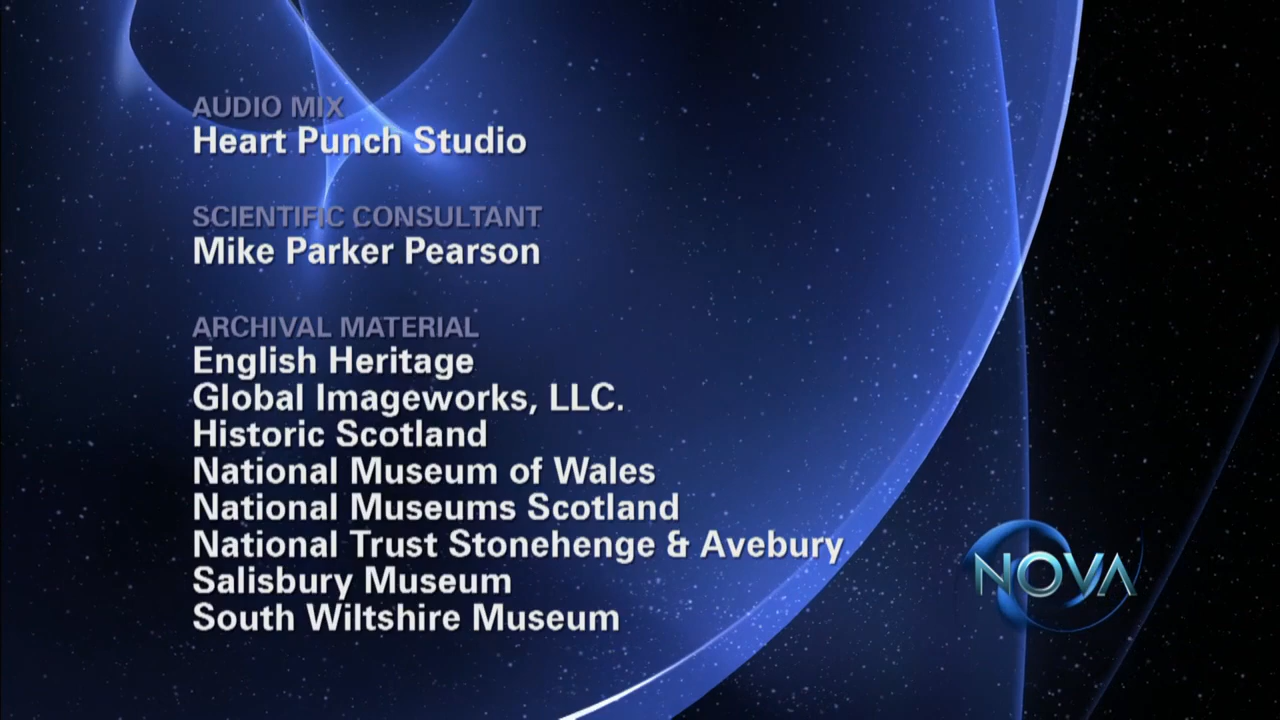 AUDIO MIX
Heart Punch Studio
SCIENTIFIC CONSULTANT
Mike Parker Pearson
ARCHIVAL MATERIAL
English Heritage
Global Imageworks, LLC.
Historic Scotland
National Museum of Wales
National Museums Scotland
National Trust Stonehenge & Avebury
Salisbury Museum
South Wiltshire Museum
NOVA